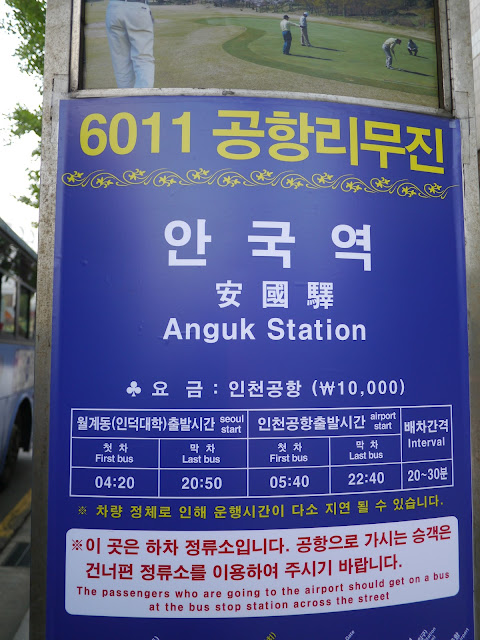 6011 공항리무진
안국역
安國驛
Anguk Station
♣ 요 금 : 인천공항 (₩10,000)
월계동(인덕대학)출발시간 seoul start
인천공항출발시간 airport start
배차간격 Interval
첫 차 First bus
막 차 Last bus
첫 차 First bus
막 차 Last bus
04:20 20:50 05:40 22:40 20~30분
※ 차량 정체로 인해 운행시간이 다소 지연 될 수 있습니다.
※이 곳은 하차 정류소입니다. 공항으로 가시는 승객은
건너편 정류소를 이용하여 주시기 바랍니다.
The passengers who are going to the airport should get on a bus
at the bus stop station across the street